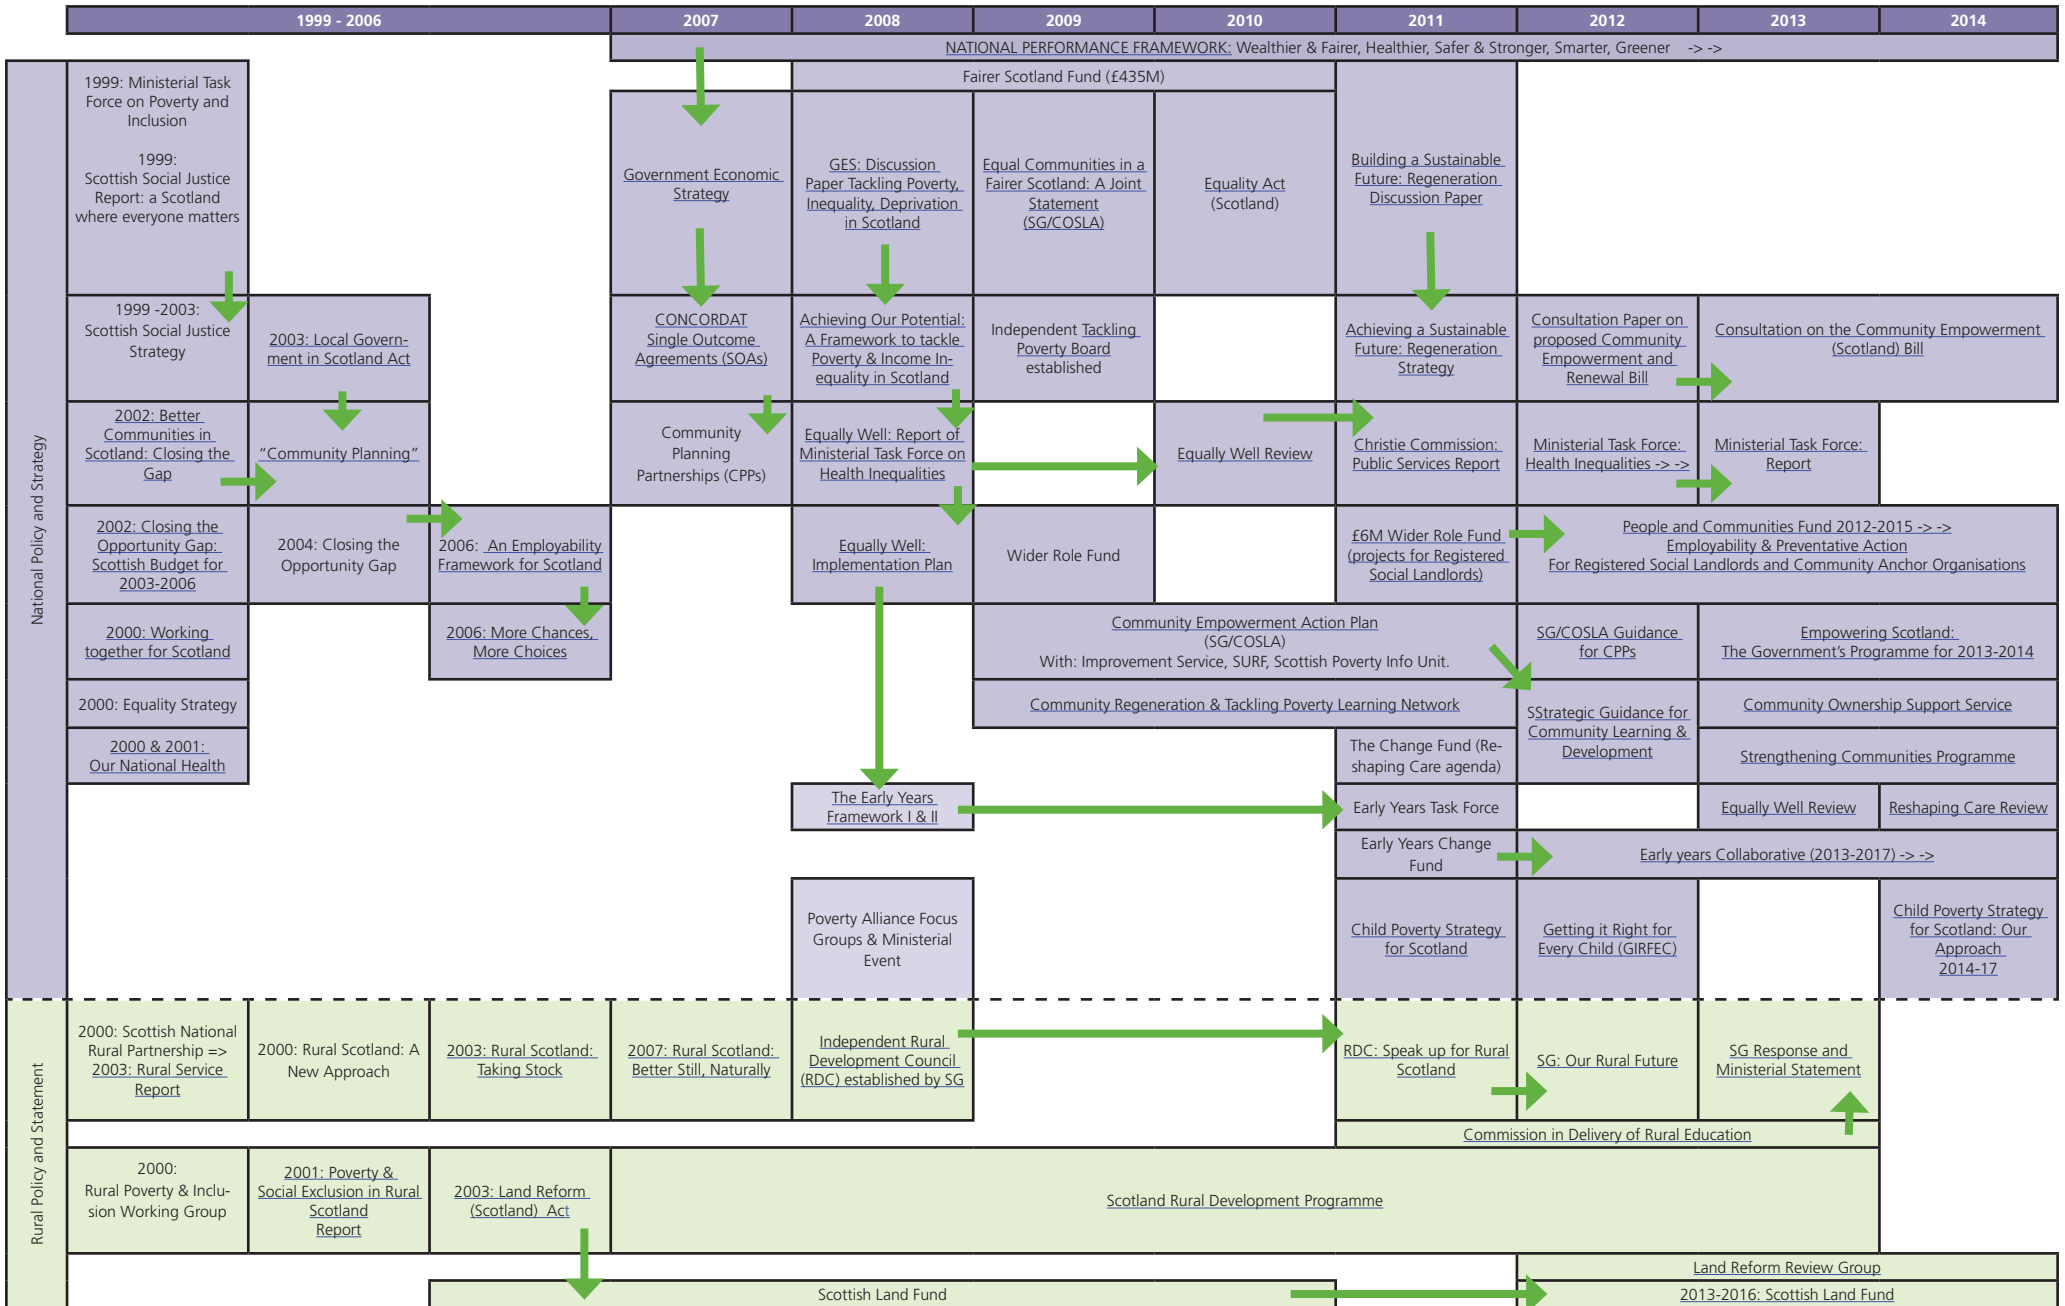 1999 - 2006
2007
2008
2009
2010
2011
2012
2013
2014
NATIONAL PERFORMANCE FRAMEWORK: Wealthier & Fairer, Healthier, Safer & Stronger, Smarter, Greener -> ->
National Policy and Strategy
Fairer Scotland Fund (£435M)
1999: Ministerial Task
Force on Poverty and
Inclusion
1999:
Scottish Social Justice
Report: a Scotland
where everyone matters
Government Economic
Strategy
GES: Discussion
Paper Tackling Poverty,
Inequality, Deprivation
in Scotland
Equal Communities in a
Fairer Scotland: A Joint
Statement
(SG/COSLA)
Equality Act
(Scotland)
Building a Sustainable
Future: Regeneration
Discussion Paper
1999 -2003:
Scottish Social Justice
Strategy
2003: Local Govern-
ment in Scotland Act
CONCORDAT
Single Outcome
Agreements (SOAs)
Achieving Our Potential:
A Framework to tackle
Poverty & Income In-
equality in Scotland
Independent Tackling
Poverty Board
established
Achieving a Sustainable
Future: Regeneration
Strategy
Consultation Paper on
proposed Community
Empowerment and
Renewal Bill
Consultation on the Community Empowerment
(Scotland) Bill
2002: Better
Communities in
Scotland: Closing the
Gap
"Community Planning"
Community
Planning
Partnerships (CPPs)
Equally Well: Report of
Ministerial Task Force on
Health Inequalities
Equally Well Review
Christie Commission:
Public Services Report
Ministerial Task Force:
Health Inequalities -> ->
Ministerial Task Force:
Report
2002: Closing the
Opportunity Gap:
Scottish Budget for
2003-2006
2004: Closing the
Opportunity Gap
2006: An Employability
Framework for Scotland
Equally Well:
Implementation Plan
Wider Role Fund
£6M Wider Role Fund
(projects for Registered
Social Landlords)
People and Communities Fund 2012-2015 -> ->
Employability & Preventative Action
For Registered Social Landlords and Community Anchor Organisations
2000: Working
together for Scotland
2006: More Chances,
More Choices
Community Empowerment Action Plan
(SG/COSLA)
With: Improvement Service, SURF, Scottish Poverty Info Unit.
SG/COSLA Guidance
for CPPs
Empowering Scotland:
The Government's Programme for 2013-2014
2000: Equality Strategy
Community Regeneration & Tackling Poverty Learning Network
SStrategic Guidance for
Community Learning &
Development
Community Ownership Support Service
2000 & 2001:
Our National Health
The Change Fund (Re-
shaping Care agenda)
Strengthening Communities Programme
The Early Years
Framework I & II
Early Years Task Force
Equally Well Review
Reshaping Care Review
Early Years Change
Fund
Early years Collaborative (2013-2017) -> ->
Poverty Alliance Focus
Groups & Ministerial
Event
Child Poverty Strategy
for Scotland
Getting it Right for
Every Child (GIRFEC)
Child Poverty Strategy
for Scotland: Our
Approach
2014-17
Rural Policy and Statement
2000: Scottish National
Rural Partnership =>
2003: Rural Service
Report
2000: Rural Scotland: A
New Approach
2003: Rural Scotland:
Taking Stock
2007: Rural Scotland:
Better Still, Naturally
Independent Rural
Development Council
(RDC) established by SG
RDC: Speak up for Rural
Scotland
SG: Our Rural Future
SG Response and
Ministerial Statement
Commission in Delivery of Rural Education
2000:
Rural Poverty & Inclu-
sion Working Group
2001: Poverty &
Social Exclusion in Rural
Scotland
Report
2003: Land Reform
(Scotland) Act
Scotland Rural Development Programme
Land Reform Review Group
Scottish Land Fund
2013-2016: Scottish Land Fund